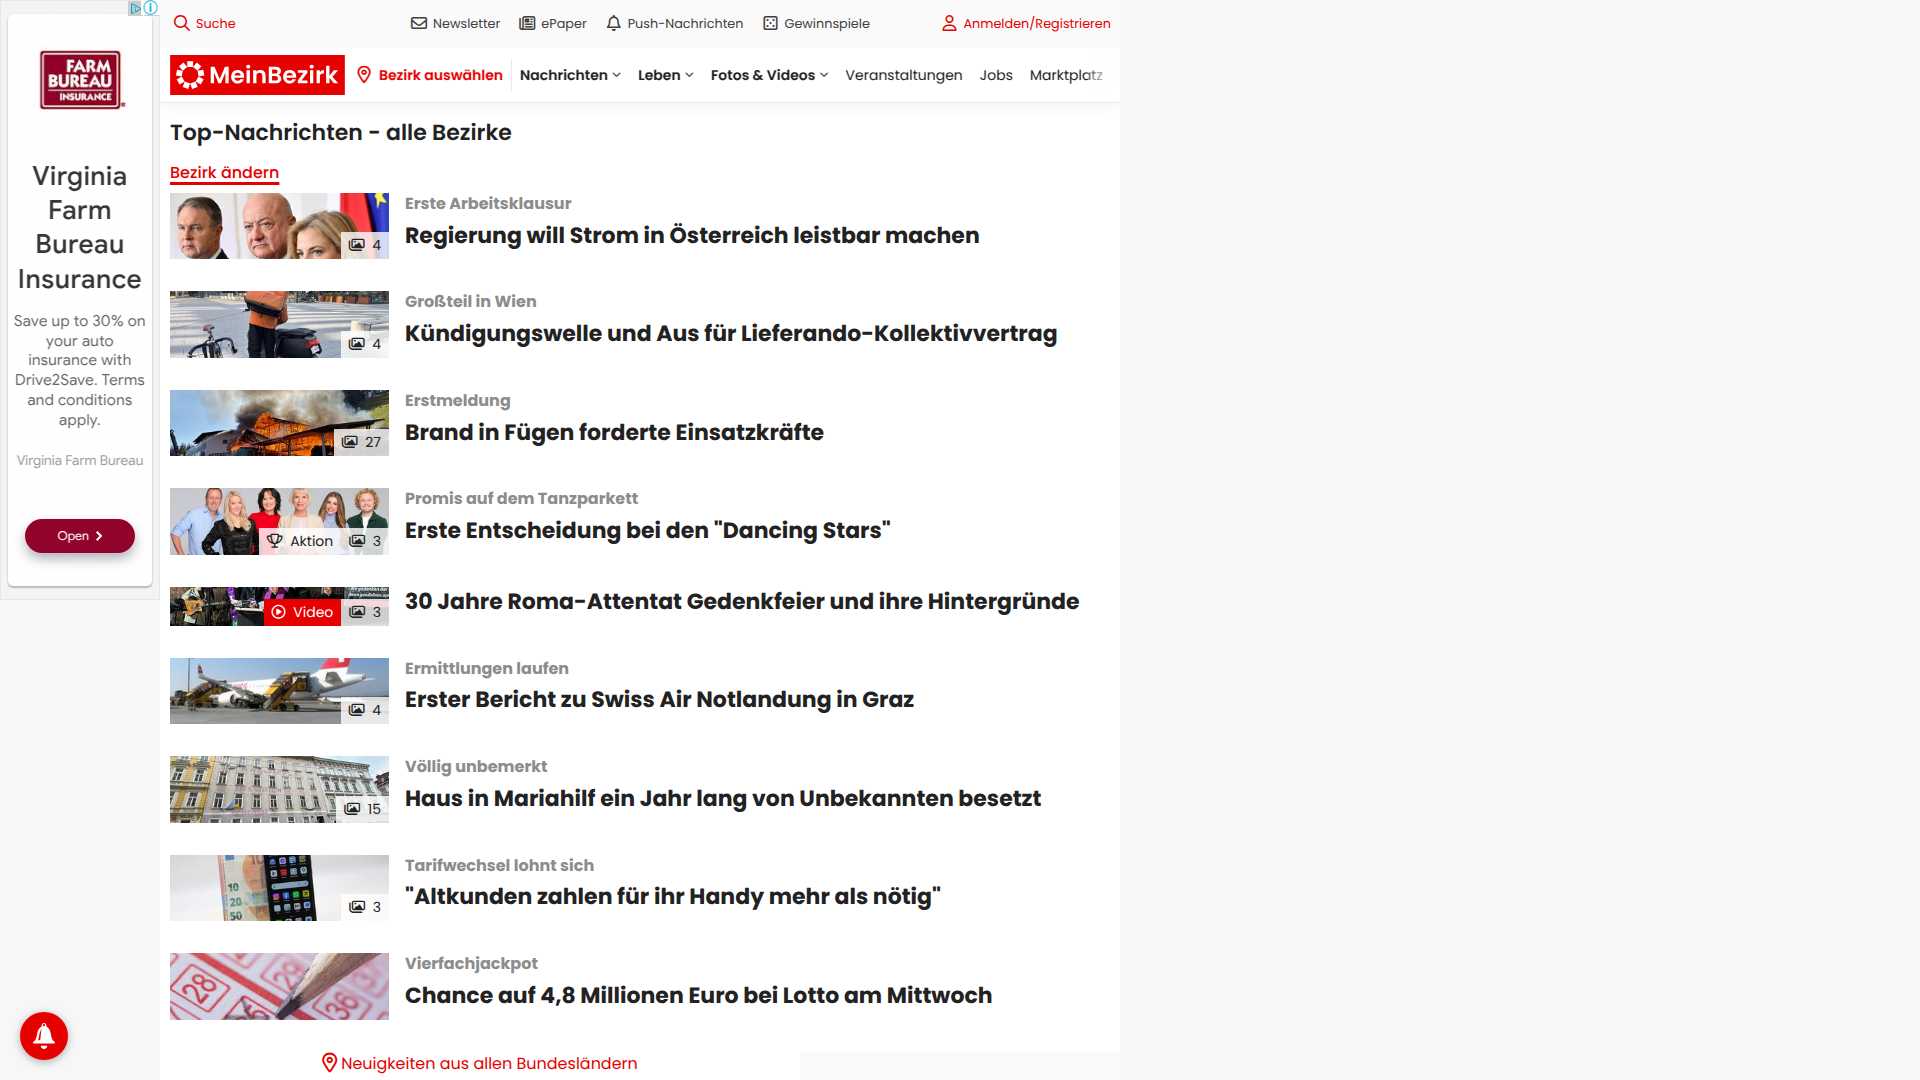 Suche
Newsletter
ePaper
Push-Nachrichten
Gewinnspiele
Anmelden/Registrieren
FARM
BUREAU
INSURANCE
Virginia
Farm
Bureau
Insurance
Save up to 30% on
your auto
insurance with
Drive2Save. Terms
and conditions
apply.
Virginia Farm Bureau
Open
MeinBezirk
Bezirk auswählen
Nachrichten
Leben
Fotos & Videos
Veranstaltungen
Jobs
Marktplatz
Top-Nachrichten - alle Bezirke
Bezirk ändern
4
Erste Arbeitsklausur
Regierung will Strom in Österreich leistbar machen
4
Großteil in Wien
Kündigungswelle und Aus für Lieferando-Kollektivvertrag
27
Erstmeldung
Brand in Fügen forderte Einsatzkräfte
Aktion
3
Promis auf dem Tanzparkett
Erste Entscheidung bei den "Dancing Stars"
Video
3
30 Jahre Roma-Attentat Gedenkfeier und ihre Hintergründe
4
Ermittlungen laufen
Erster Bericht zu Swiss Air Notlandung in Graz
15
Völlig unbemerkt
Haus in Mariahilf ein Jahr lang von Unbekannten besetzt
10
20
50
3
Tarifwechsel lohnt sich
"Altkunden zahlen für ihr Handy mehr als nötig"
28
29
36
Vierfachjackpot
Chance auf 4,8 Millionen Euro bei Lotto am Mittwoch
Neuigkeiten aus allen Bundesländern